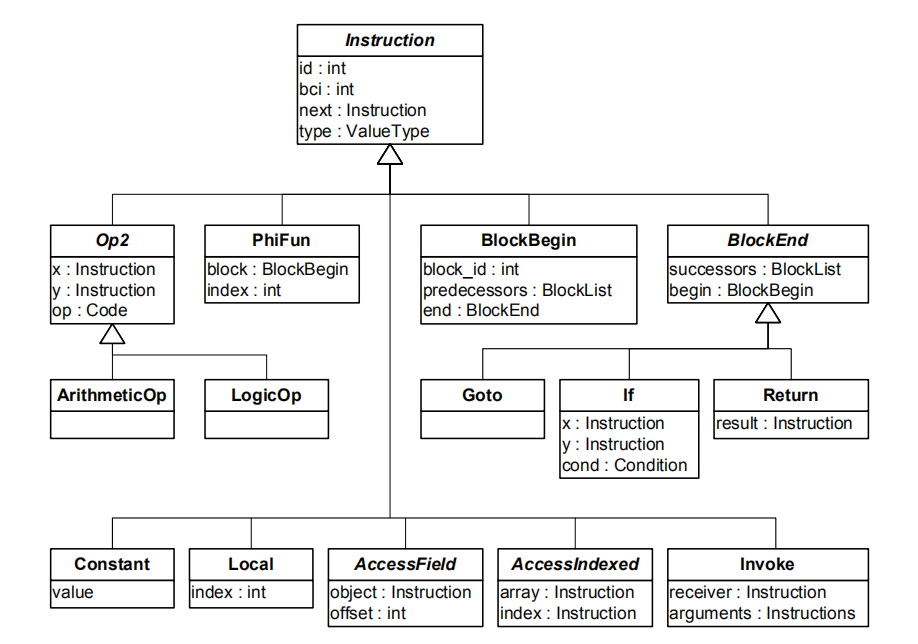 Instruction
id : int
bci : int
next : Instruction
type : ValueType
Op2
x : Instruction
y : Instruction
op : Code
PhiFun
block : BlockBegin
index : int
BlockBegin
block_id : int
predecessors : BlockList
end : BlockEnd
BlockEnd
successors : BlockList
begin : BlockBegin
ArithmeticOp
LogicOp
Goto
If
x : Instruction
y : Instruction
cond : Condition
Return
result : Instruction
Constant
value
Local
index : int
AccessField
object : Instruction
offset : int
AccessIndexed
array : Instruction
index : Instruction
Invoke
receiver : Instruction
arguments : Instructions